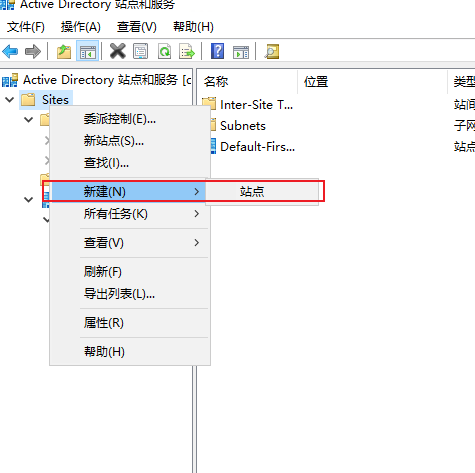 Active Directory 站点和服务
文件(F) 操作(A) 查看(V) 帮助(H)
Active Directory 站点和服务 [c
名称 位置 类型
Sites
Inter-Site T... 站间
Subnets 子网
Default-Firs... 站点
委派控制(E)...
新站点(S)...
查找(I)...
新建(N)
站点
所有任务(K)
查看(V)
刷新(F)
导出列表(L)...
属性(R)
帮助(H)